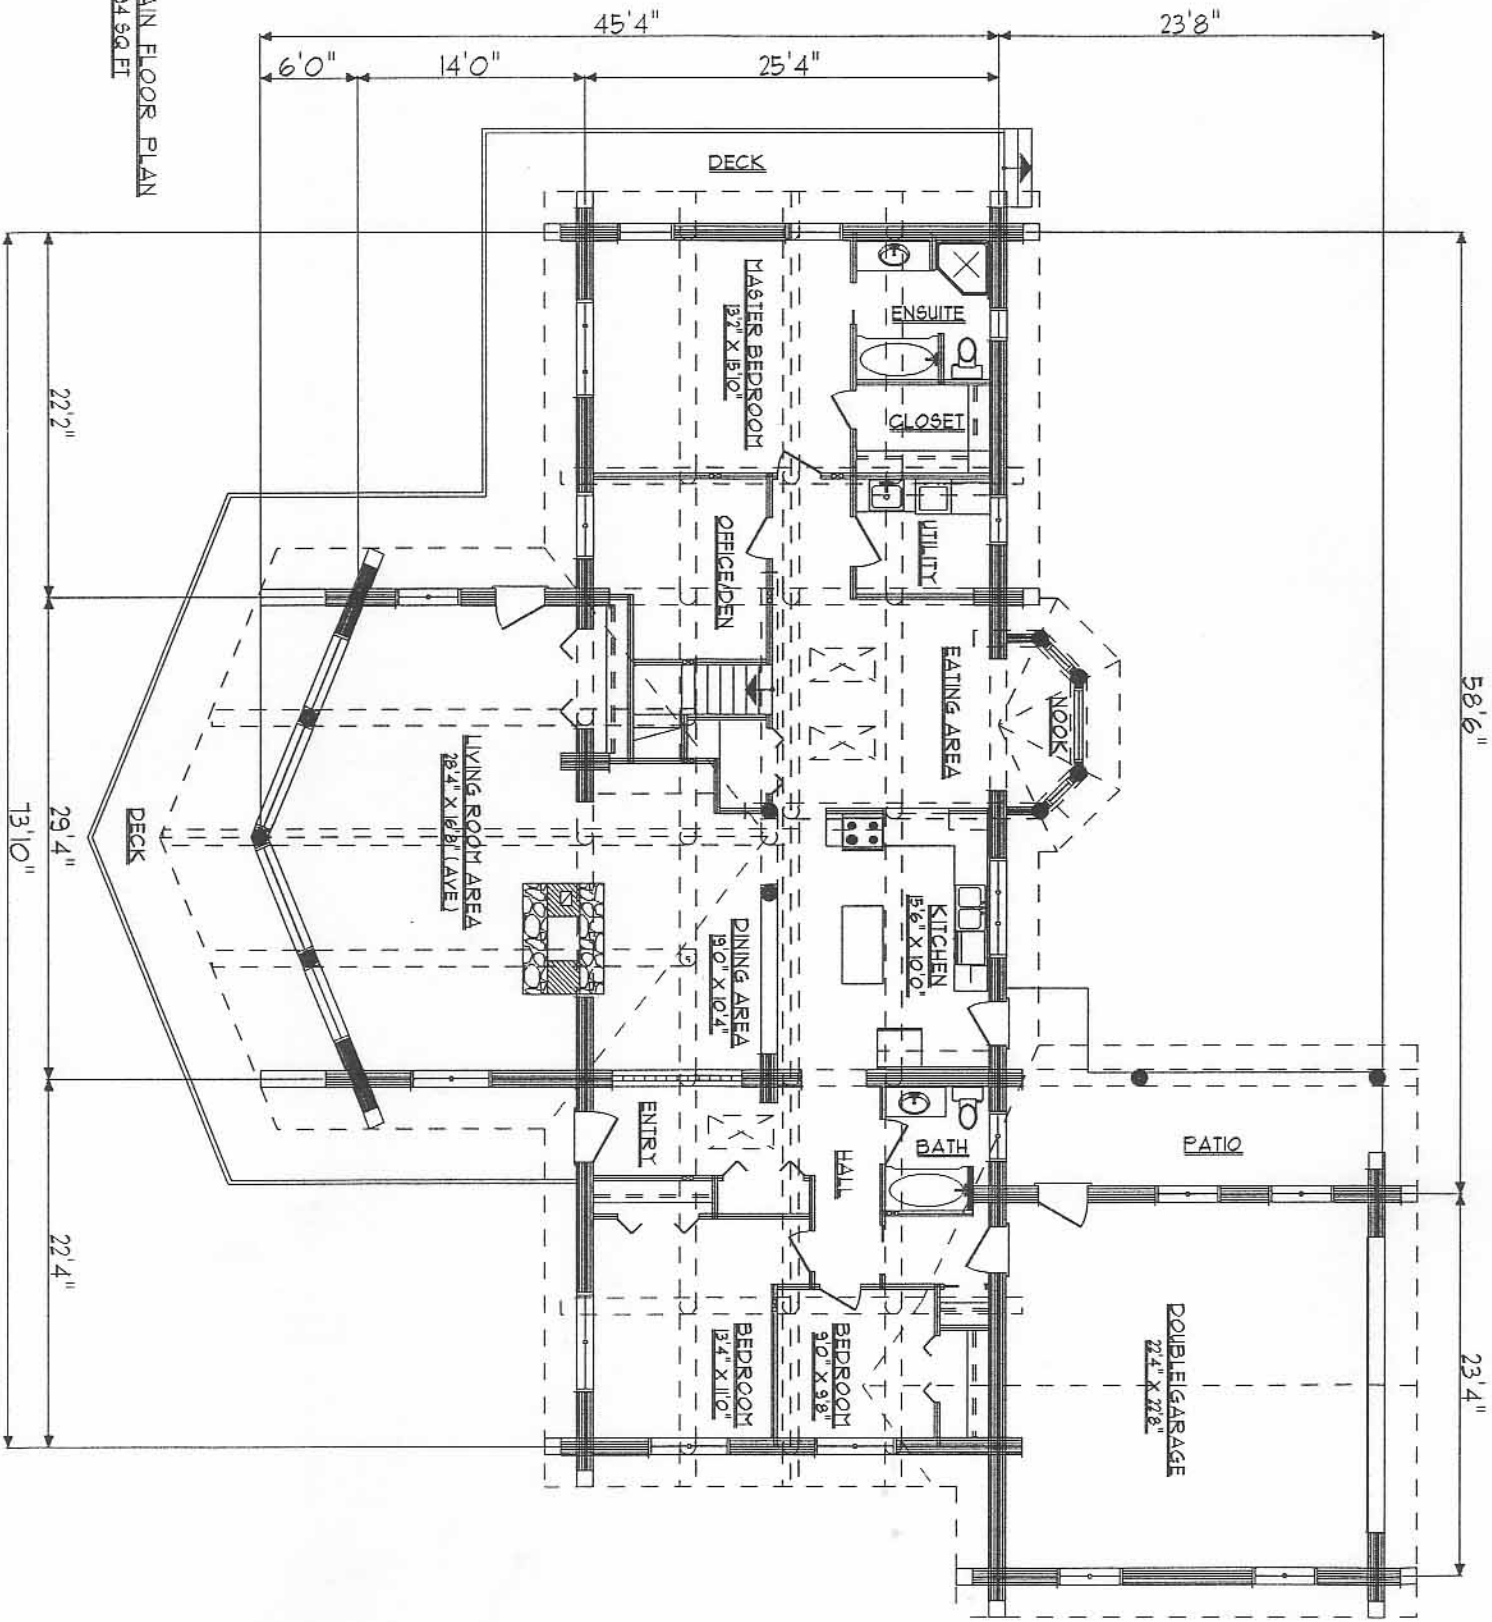 45'4"
23'8"
6'0"
14'0"
25'4"
FLOOR PLAN
SQ FT
DECK
MASTER BEDROOM
13'2" X 15'10"
ENSUITE
CLOSET
OFFICE/DEN
UTILITY
EATING AREA
NOOK
LIVING ROOM AREA
28'4" X 16'8" (AVE.)
DECK
DINING AREA
19'0" X 10'4"
KITCHEN
15'6" X 10'0"
ENTRY
HALL
BATH
PATIO
BEDROOM
13'4" X 11'0"
BEDROOM
9'0" X 9'8"
DOUBLE GARAGE
22'4" X 22'8"
22'2"
29'4"
22'4"
73'10"
58'6"
23'4"